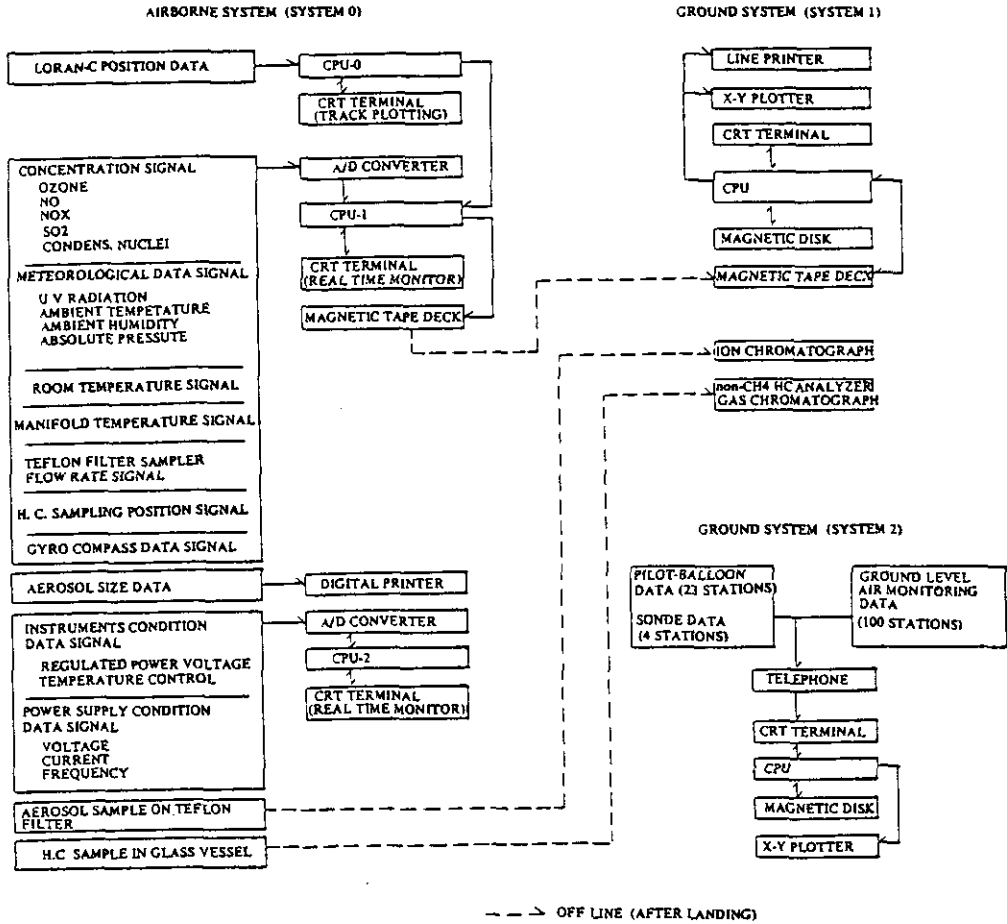 AIRBORNE SYSTEM (SYSTEM 0)
LORAN-C POSITION DATA
CPU-0
CRT TERMINAL
(TRACK PLOTTING)
CONCENTRATION SIGNAL
OZONE
NO
NOX
SO2
CONDENS. NUCLEI
METEOROLOGICAL DATA SIGNAL
U V RADIATION
AMBIENT TEMPETATURE
AMBIENT HUMIDITY
ABSOLUTE PRESSUTE
ROOM TEMPERATURE SIGNAL
MANIFOLD TEMPERATURE SIGNAL
TEFLON FILTER SAMPLER
FLOW RATE SIGNAL
H. C. SAMPLING POSITION SIGNAL
GYRO COMPASS DATA SIGNAL
A/D CONVERTER
CPU-1
CRT TERMINAL
(REAL TIME MONITOR)
MAGNETIC TAPE DECK
AEROSOL SIZE DATA
DIGITAL PRINTER
INSTRUMENTS CONDITION
DATA SIGNAL
REGULATED POWER VOLTAGE
TEMPERATURE CONTROL
POWER SUPPLY CONDITION
DATA SIGNAL
VOLTAGE
CURRENT
FREQUENCY
A/D CONVERTER
CPU-2
CRT TERMINAL
(REAL TIME MONITOR)
AEROSOL SAMPLE ON TEFLON
FILTER
H.C SAMPLE IN GLASS VESSEL
GROUND SYSTEM (SYSTEM 1)
LINE PRINTER
X-Y PLOTTER
CRT TERMINAL
CPU
MAGNETIC DISK
MAGNETIC TAPE DECK
ION CHROMATOGRAPH
non-CH4 HC ANALYZER
GAS CHROMATOGRAPH
GROUND SYSTEM (SYSTEM 2)
PILOT-BALLOON
DATA (23 STATIONS)
SONDE DATA
(4 STATIONS)
GROUND LEVEL
AIR MONITORING
DATA
(100 STATIONS)
TELEPHONE
CRT TERMINAL
CPU
MAGNETIC DISK
X-Y PLOTTER
OFF LINE (AFTER LANDING)